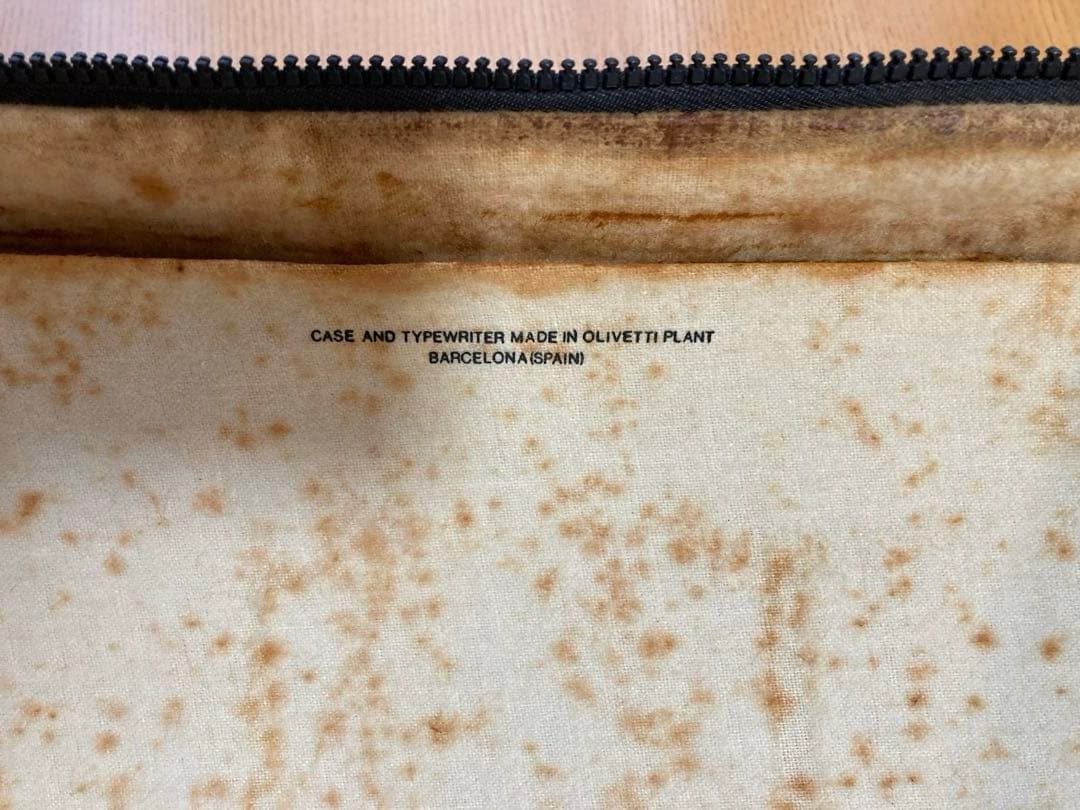 CASE AND TYPEWRITER MADE IN OLIVETTI PLANT
BARCELONA(SPAIN)